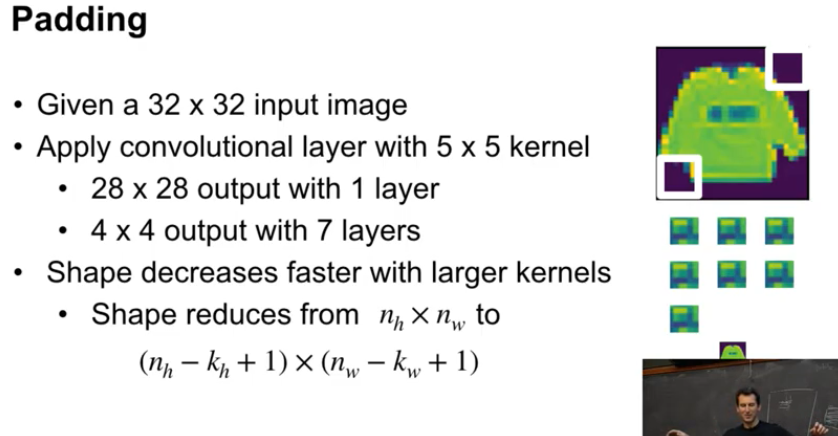 Padding
• Given a 32 x 32 input image
• Apply convolutional layer with 5 x 5 kernel
• 28 x 28 output with 1 layer
• 4 x 4 output with 7 layers
• Shape decreases faster with larger kernels
• Shape reduces from n_h × n_w to
(n_h − k_h + 1) × (n_w − k_w + 1)